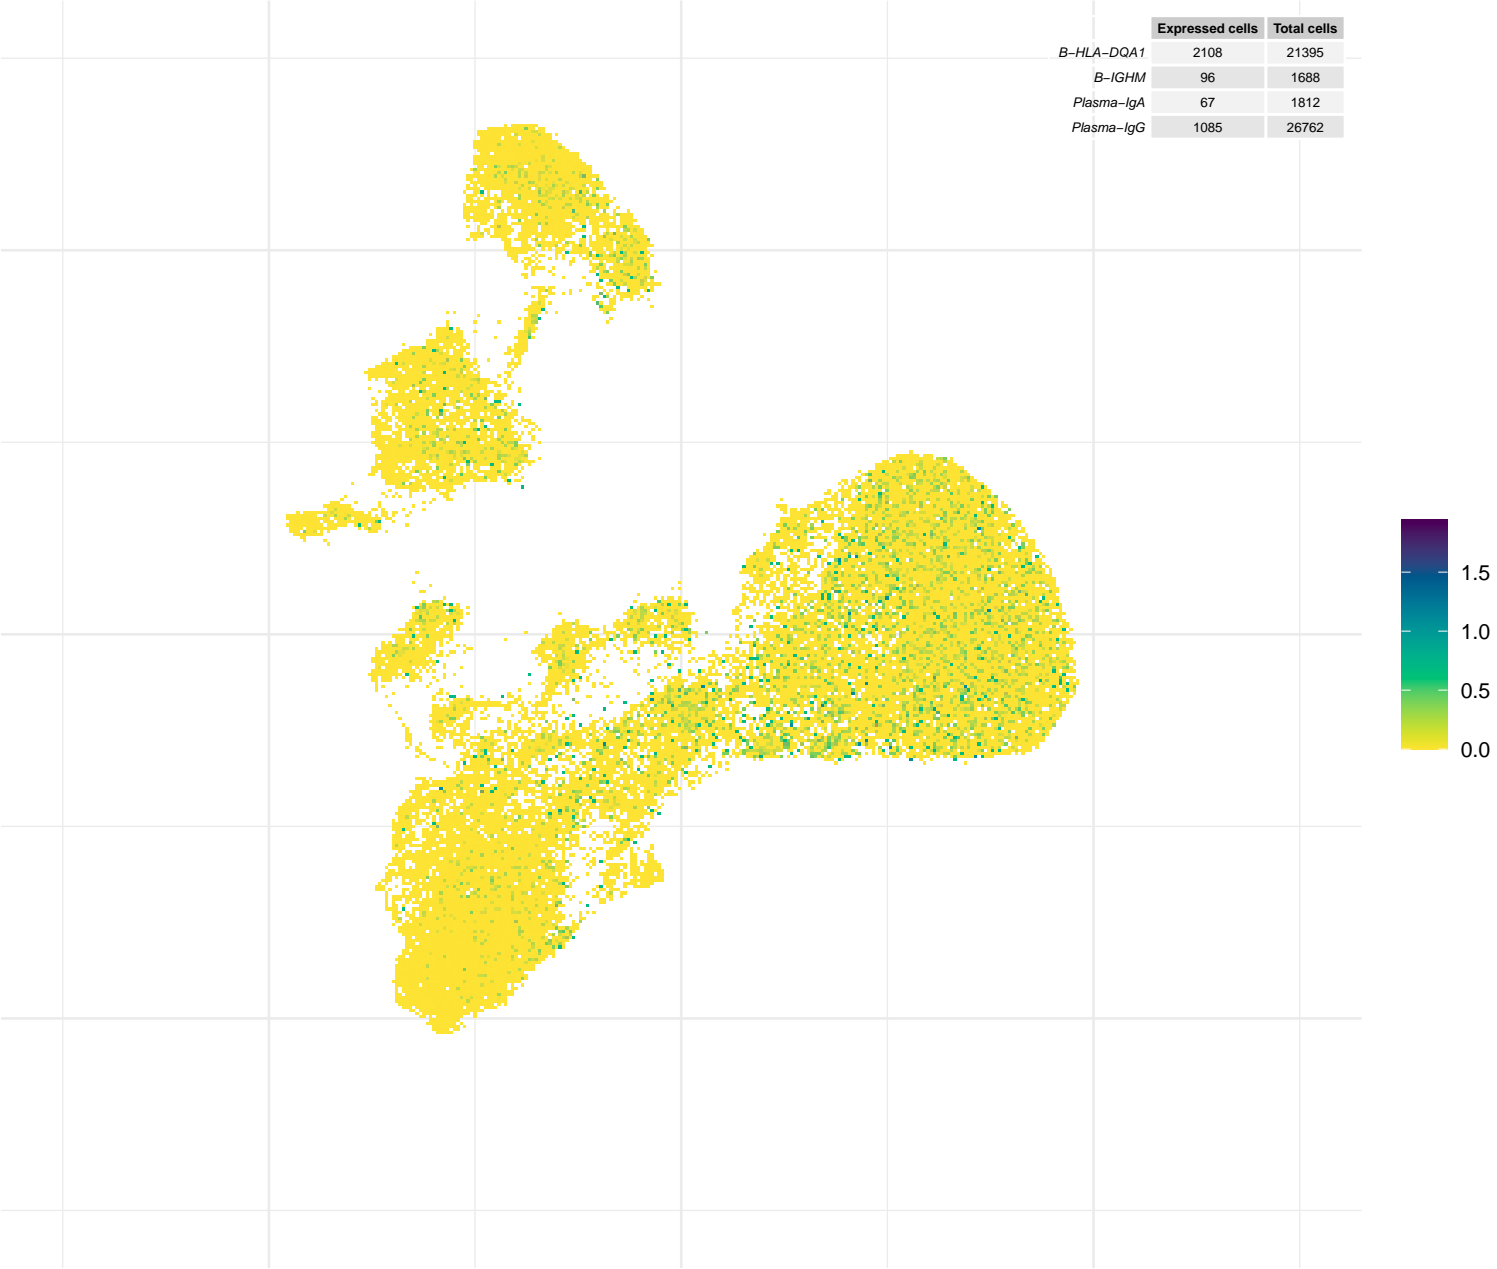 Expressed cells Total cells
B−HLA−DQA1 2108 21395
B−IGHM 96 1688
Plasma−IgA 67 1812
Plasma−IgG 1085 26762
1.5
1.0
0.5
0.0